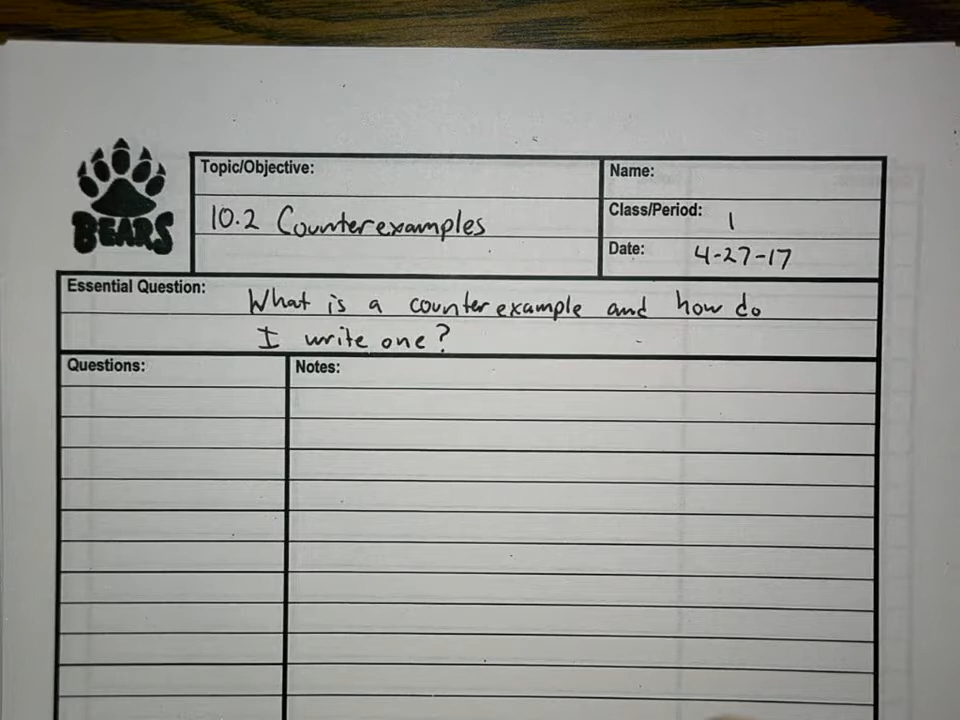 BEARS
Topic/Objective:
10.2 Counterexamples
Name:
Class/Period: 1
Date: 4-27-17
Essential Question: What is a counterexample and how do
I write one?
Questions:
Notes: